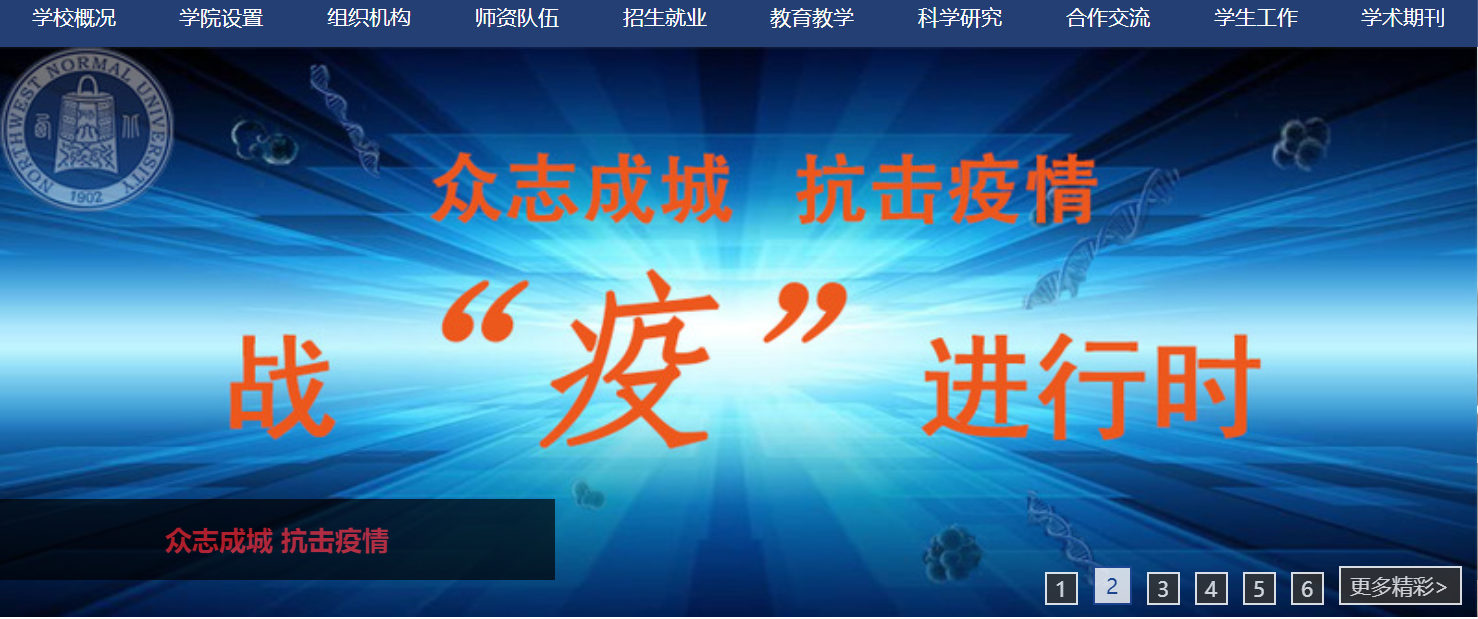 学校概况 学院设置 组织机构 师资队伍 招生就业 教育教学 科学研究 合作交流 学生工作 学术期刊
NORTHWEST NORMAL UNIVERSITY
1902
众志成城 抗击疫情
战“疫”进行时
众志成城 抗击疫情
1 2 3 4 5 6 更多精彩>